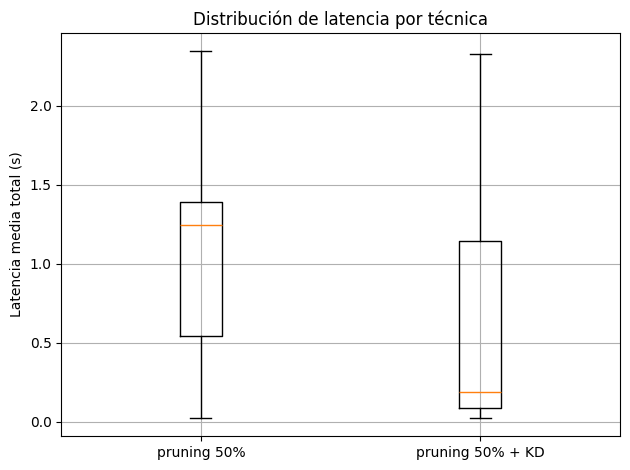 Distribución de latencia por técnica
Latencia media total (s)
2.0
1.5
1.0
0.5
0.0
pruning 50%
pruning 50% + KD